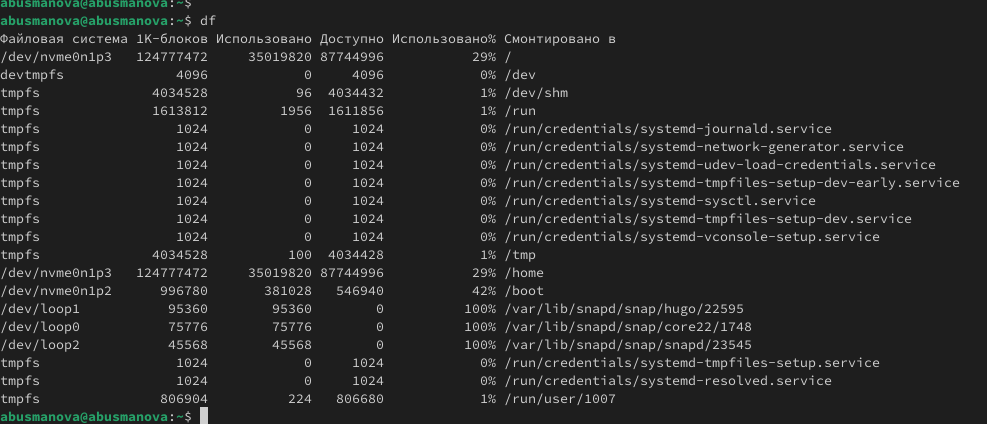 abusmanova@abusmanova:~$
abusmanova@abusmanova:~$ df
Файловая система 1K-блоков Использовано Доступно Использовано% Смонтировано в
/dev/nvme0n1p3   124777472     35019820 87744996           29% /
devtmpfs              4096            0     4096            0% /dev
tmpfs              4034528           96  4034432            1% /dev/shm
tmpfs              1613812         1956  1611856            1% /run
tmpfs                 1024            0     1024            0% /run/credentials/systemd-journald.service
tmpfs                 1024            0     1024            0% /run/credentials/systemd-network-generator.service
tmpfs                 1024            0     1024            0% /run/credentials/systemd-udev-load-credentials.service
tmpfs                 1024            0     1024            0% /run/credentials/systemd-tmpfiles-setup-dev-early.service
tmpfs                 1024            0     1024            0% /run/credentials/systemd-sysctl.service
tmpfs                 1024            0     1024            0% /run/credentials/systemd-tmpfiles-setup-dev.service
tmpfs                 1024            0     1024            0% /run/credentials/systemd-vconsole-setup.service
tmpfs              4034528          100  4034428            1% /tmp
/dev/nvme0n1p3   124777472     35019820 87744996           29% /home
/dev/nvme0n1p2      996780       381028   546940           42% /boot
/dev/loop1           95360        95360        0          100% /var/lib/snapd/snap/hugo/22595
/dev/loop0           75776        75776        0          100% /var/lib/snapd/snap/core22/1748
/dev/loop2           45568        45568        0          100% /var/lib/snapd/snap/snapd/23545
tmpfs                 1024            0     1024            0% /run/credentials/systemd-tmpfiles-setup.service
tmpfs                 1024            0     1024            0% /run/credentials/systemd-resolved.service
tmpfs               806904          224   806680            1% /run/user/1007
abusmanova@abusmanova:~$